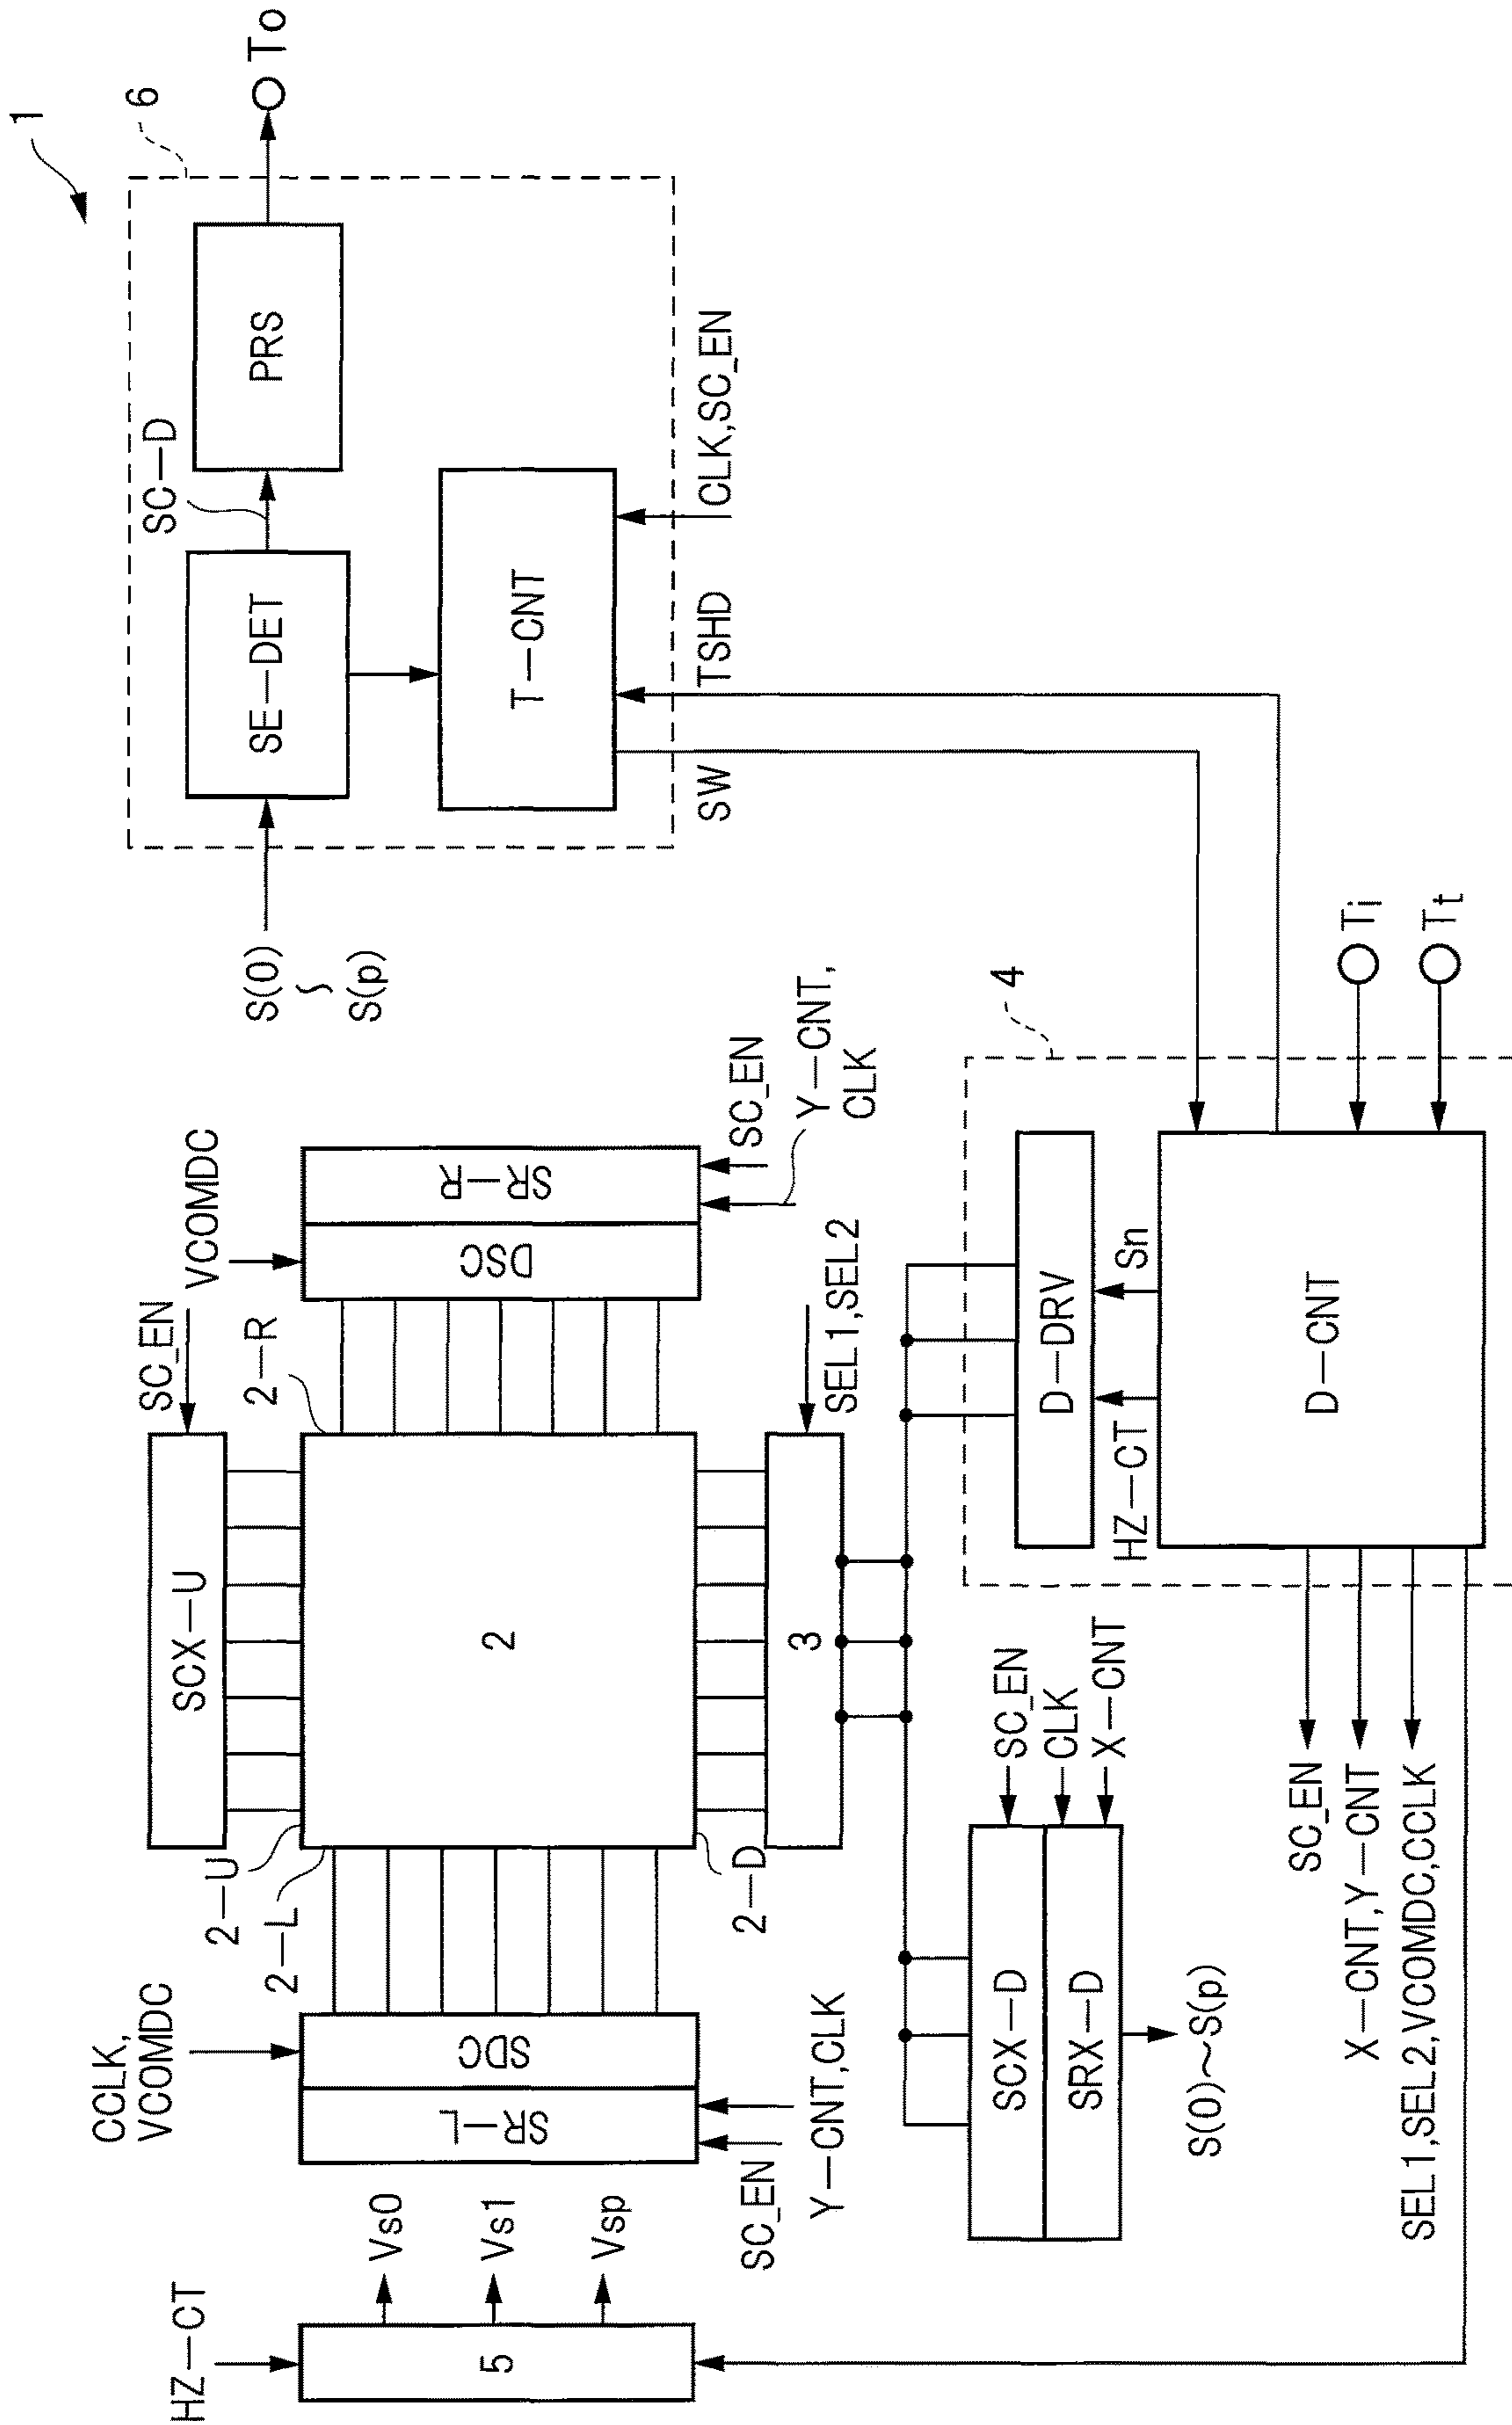 1
6
To
PRS
SC-D
SE-DET
T-CNT
S(0)
~
S(p)
CLK,SC_EN
TSHD
SW
HZ-CT
5
Vs0
Vs1
Vsp
CCLK,
VCOMDC
SR-L
SDC
SC_EN
Y-CNT,CLK
2-U
2-L
2-D
2-R
SCX-U
SC_EN
2
3
VCOMDC
DSC
SR-R
SC_EN
Y-CNT,
CLK
SEL1,SEL2
SC_EN
CLK
X-CNT
SCX-D
SRX-D
S(0)~S(p)
4
D-DRV
HZ-CT
Sn
D-CNT
Ti
Tt
SC_EN
X-CNT,Y-CNT
SEL1,SEL2,VCOMDC,CCLK